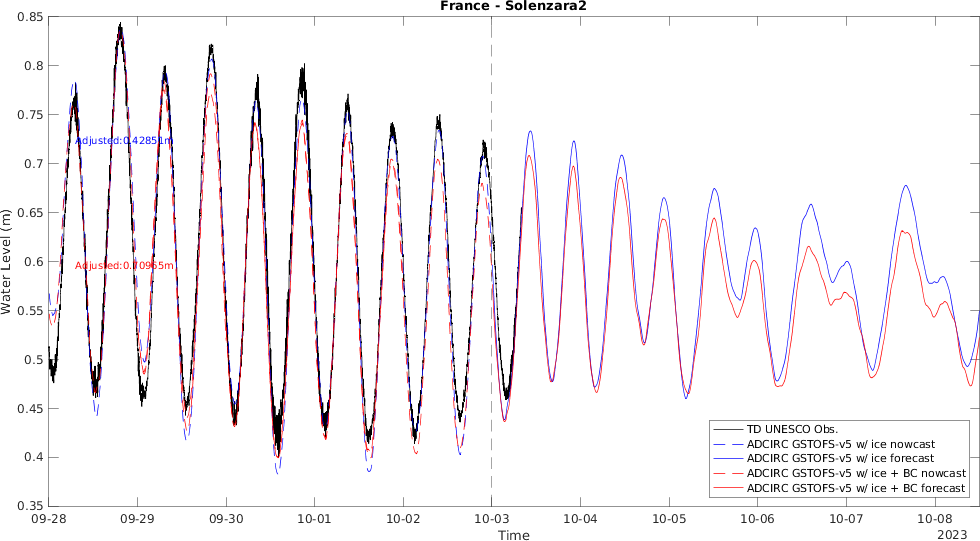 France - Solenzara2
0.85
0.8
0.75
0.7
0.65
0.6
0.55
0.5
0.45
0.4
0.35
Water Level (m)
Adjusted:0.42851m
Adjusted:0.70965m
TD UNESCO Obs.
ADCIRC GSTOFS-v5 w/ ice nowcast
ADCIRC GSTOFS-v5 w/ ice forecast
ADCIRC GSTOFS-v5 w/ ice + BC nowcast
ADCIRC GSTOFS-v5 w/ ice + BC forecast
09-28 09-29 09-30 10-01 10-02 10-03 10-04 10-05 10-06 10-07 10-08
Time
2023